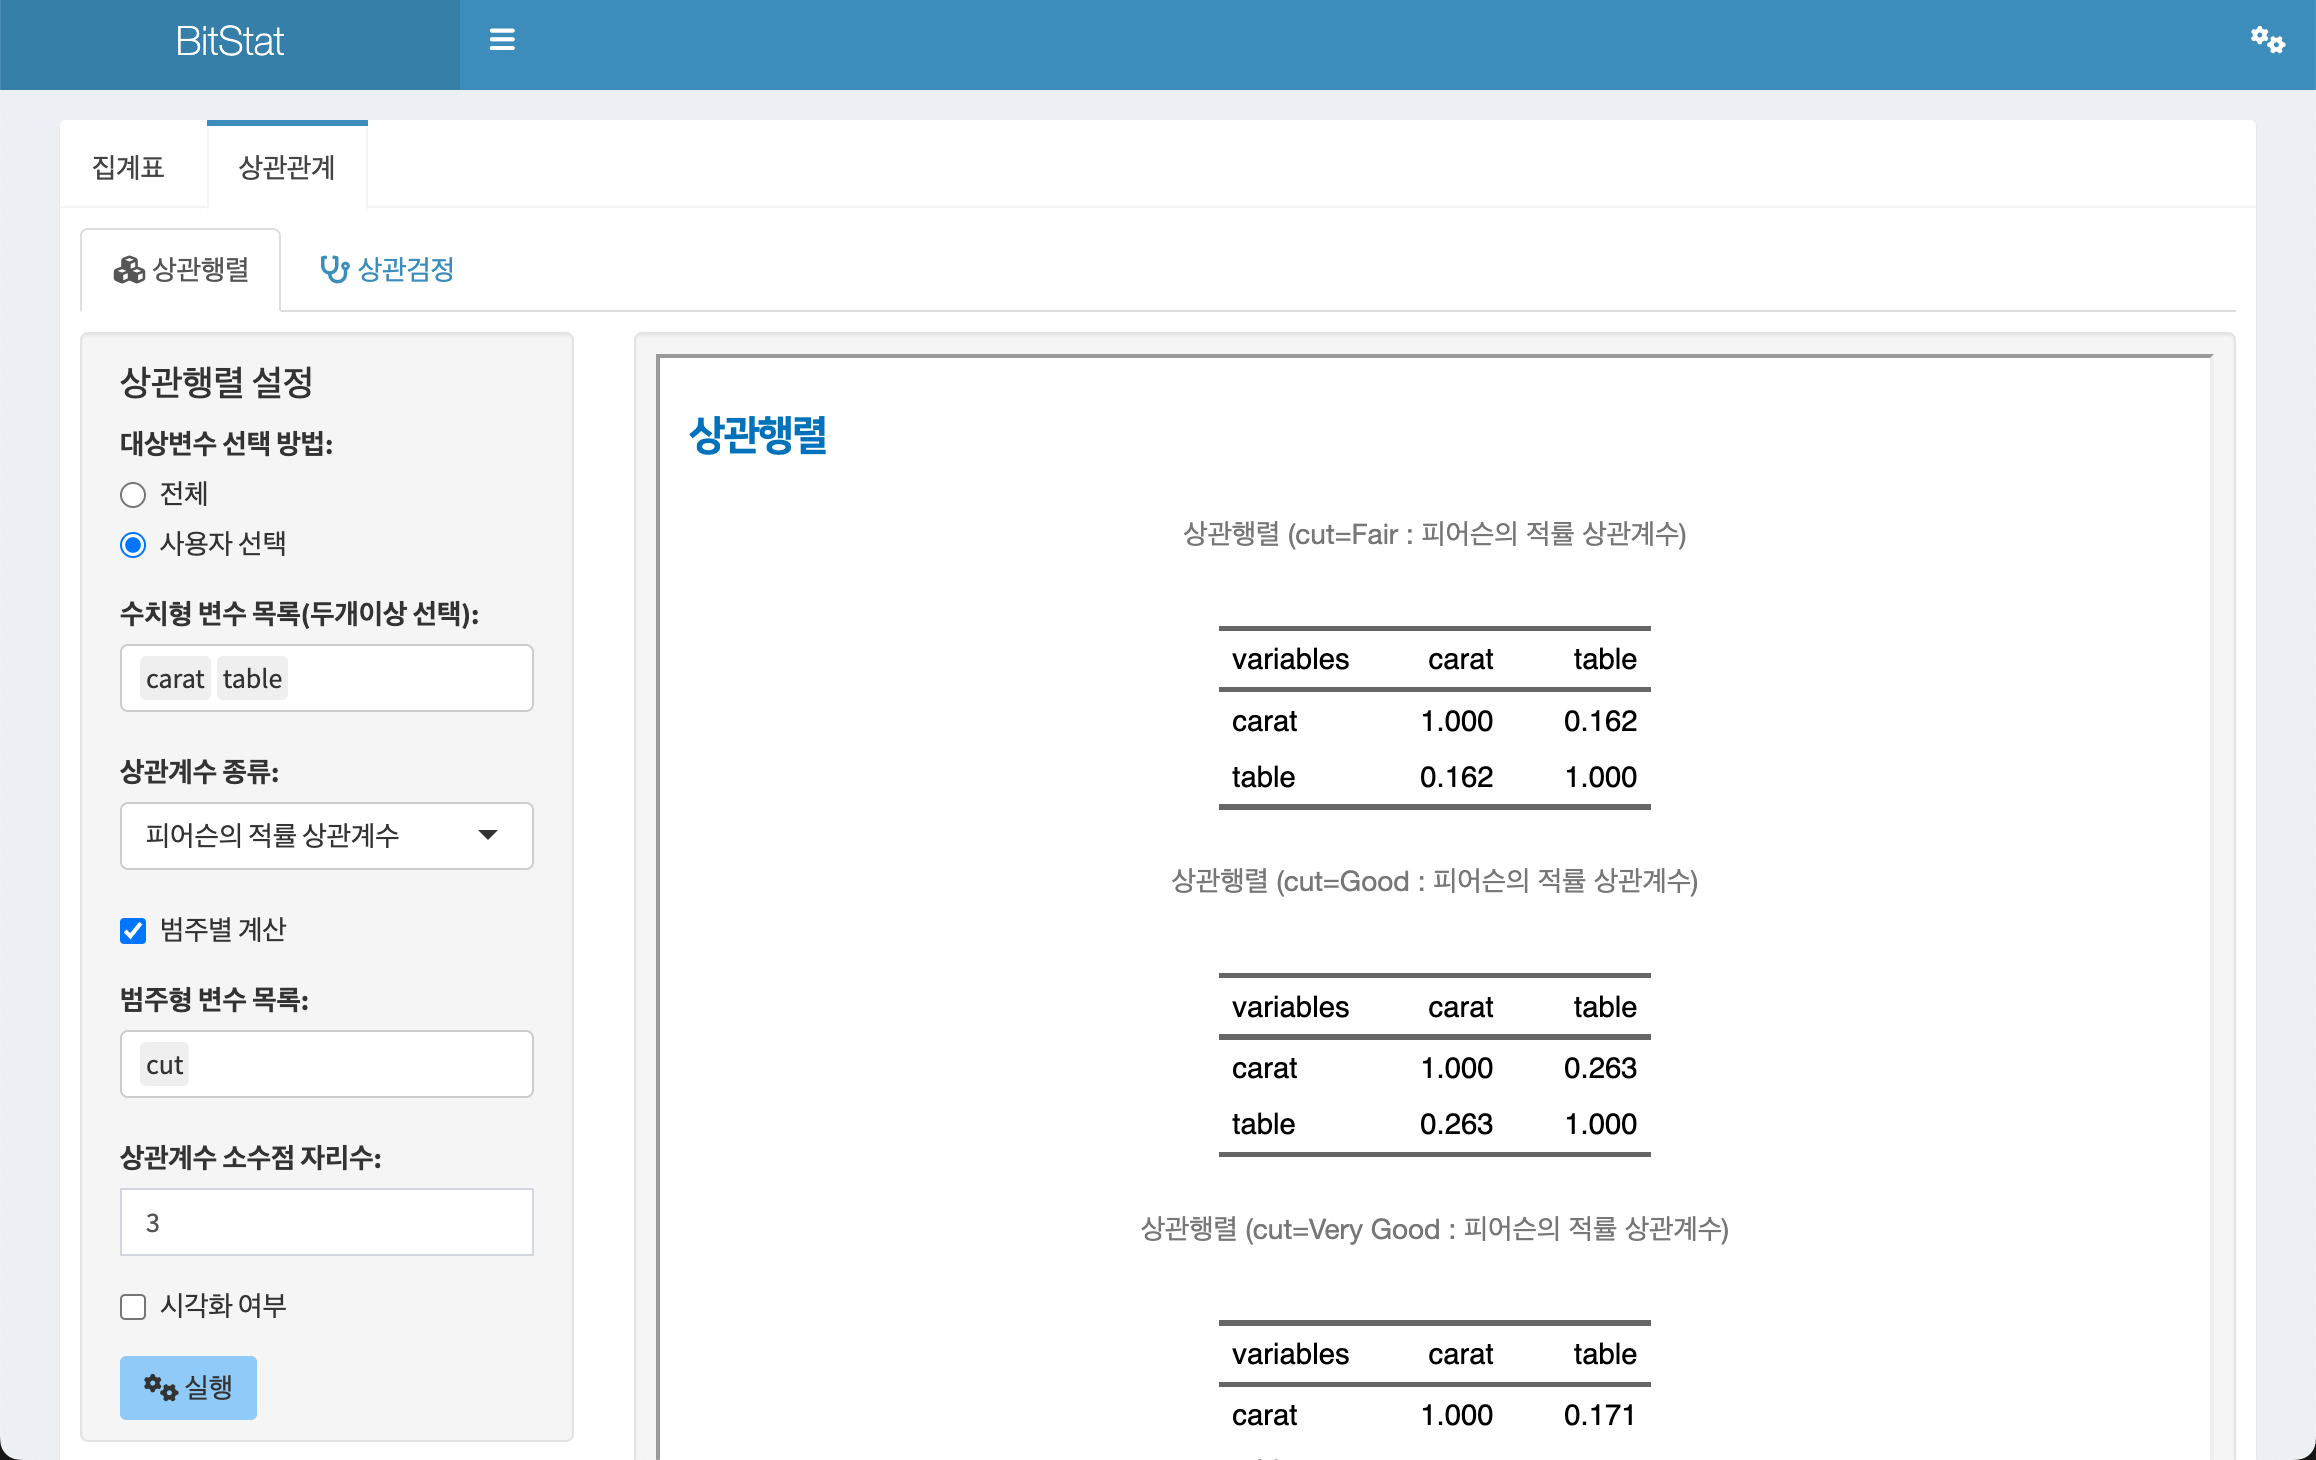 BitStat
집계표 상관관계
상관행렬 상관검정
상관행렬 설정
대상변수 선택 방법:
전체
사용자 선택
수치형 변수 목록(두개이상 선택):
carat table
상관계수 종류:
피어슨의 적률 상관계수
범주별 계산
범주형 변수 목록:
cut
상관계수 소수점 자리수:
3
시각화 여부
실행
상관행렬
상관행렬 (cut=Fair : 피어슨의 적률 상관계수)
variables carat table
carat 1.000 0.162
table 0.162 1.000
상관행렬 (cut=Good : 피어슨의 적률 상관계수)
variables carat table
carat 1.000 0.263
table 0.263 1.000
상관행렬 (cut=Very Good : 피어슨의 적률 상관계수)
variables carat table
carat 1.000 0.171